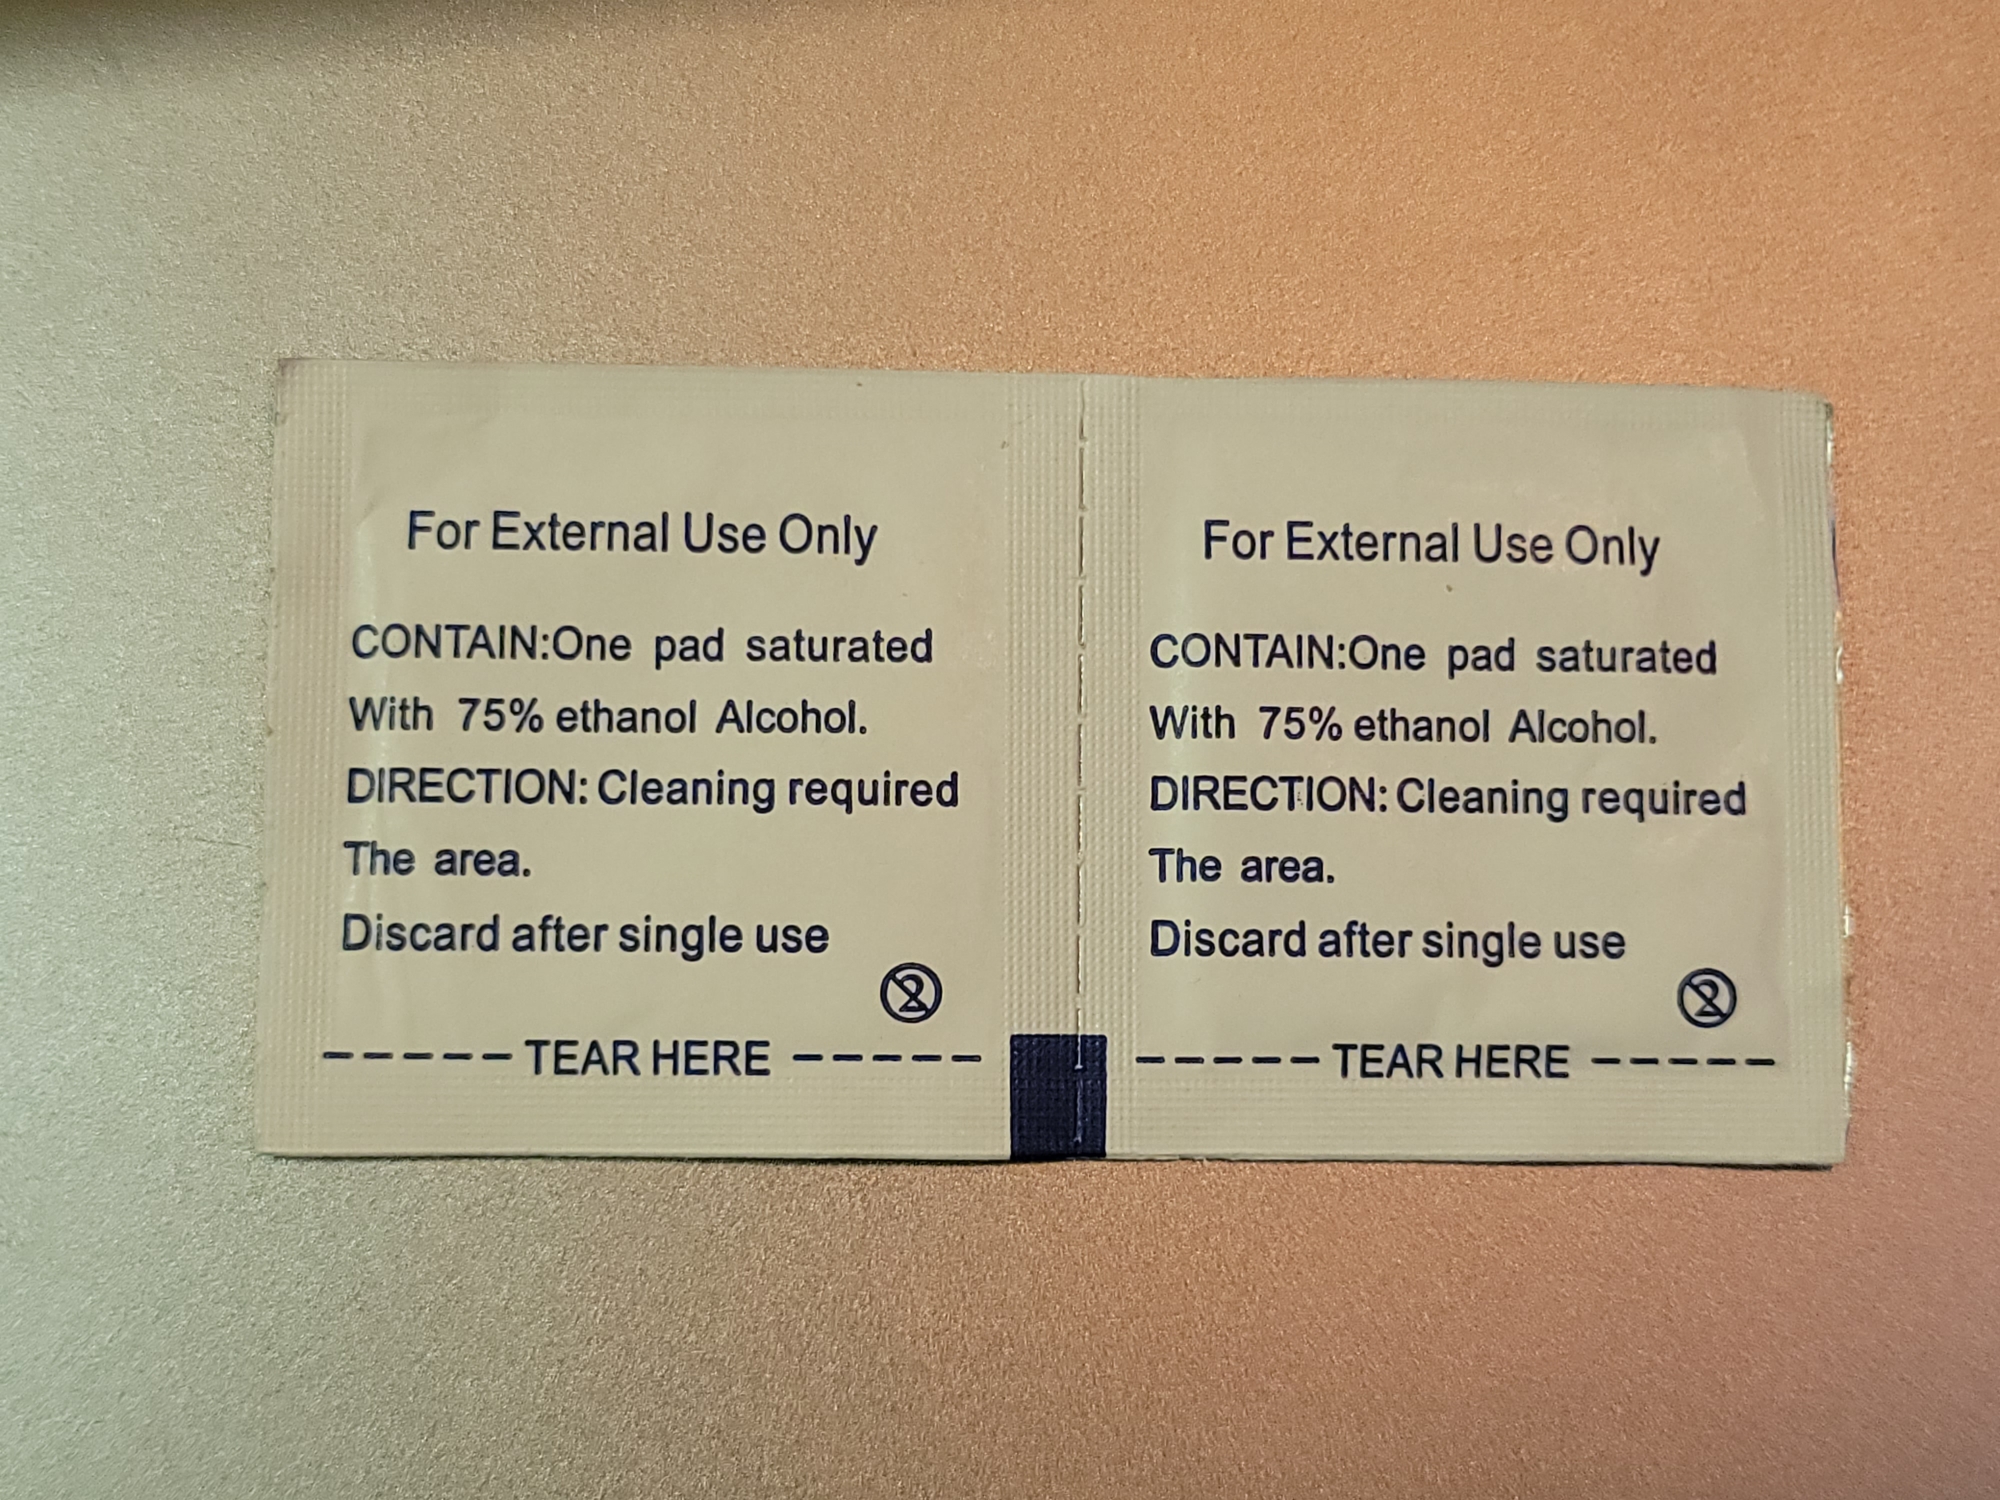 For External Use Only
CONTAIN:One pad saturated
With 75% ethanol Alcohol.
DIRECTION: Cleaning required
The area.
Discard after single use
2
----- TEAR HERE -----
For External Use Only
CONTAIN:One pad saturated
With 75% ethanol Alcohol.
DIRECTION: Cleaning required
The area.
Discard after single use
2
----- TEAR HERE -----